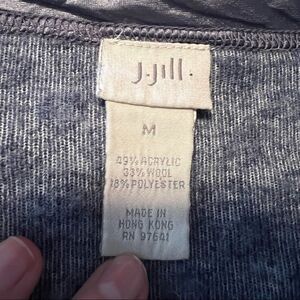 J.Jill.
M
49% ACRYLIC
33% WOOL
18% POLYESTER
MADE IN
HONG KONG
RN 97641